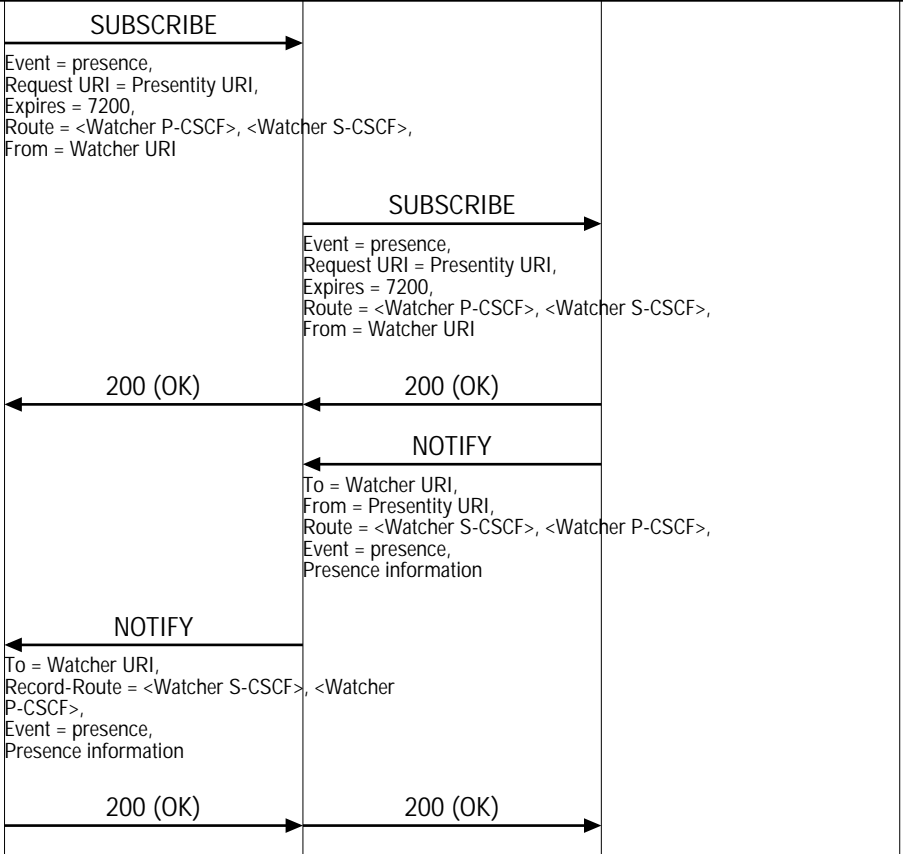 SUBSCRIBE
Event = presence,
Request URI = Presentity URI,
Expires = 7200,
Route = <Watcher P-CSCF>, <Watcher S-CSCF>,
From = Watcher URI
SUBSCRIBE
Event = presence,
Request URI = Presentity URI,
Expires = 7200,
Route = <Watcher P-CSCF>, <Watcher S-CSCF>,
From = Watcher URI
200 (OK)
200 (OK)
NOTIFY
To = Watcher URI,
From = Presentity URI,
Route = <Watcher S-CSCF>, <Watcher P-CSCF>,
Event = presence,
Presence information
NOTIFY
To = Watcher URI,
Record-Route = <Watcher S-CSCF>, <Watcher
P-CSCF>,
Event = presence,
Presence information
200 (OK)
200 (OK)